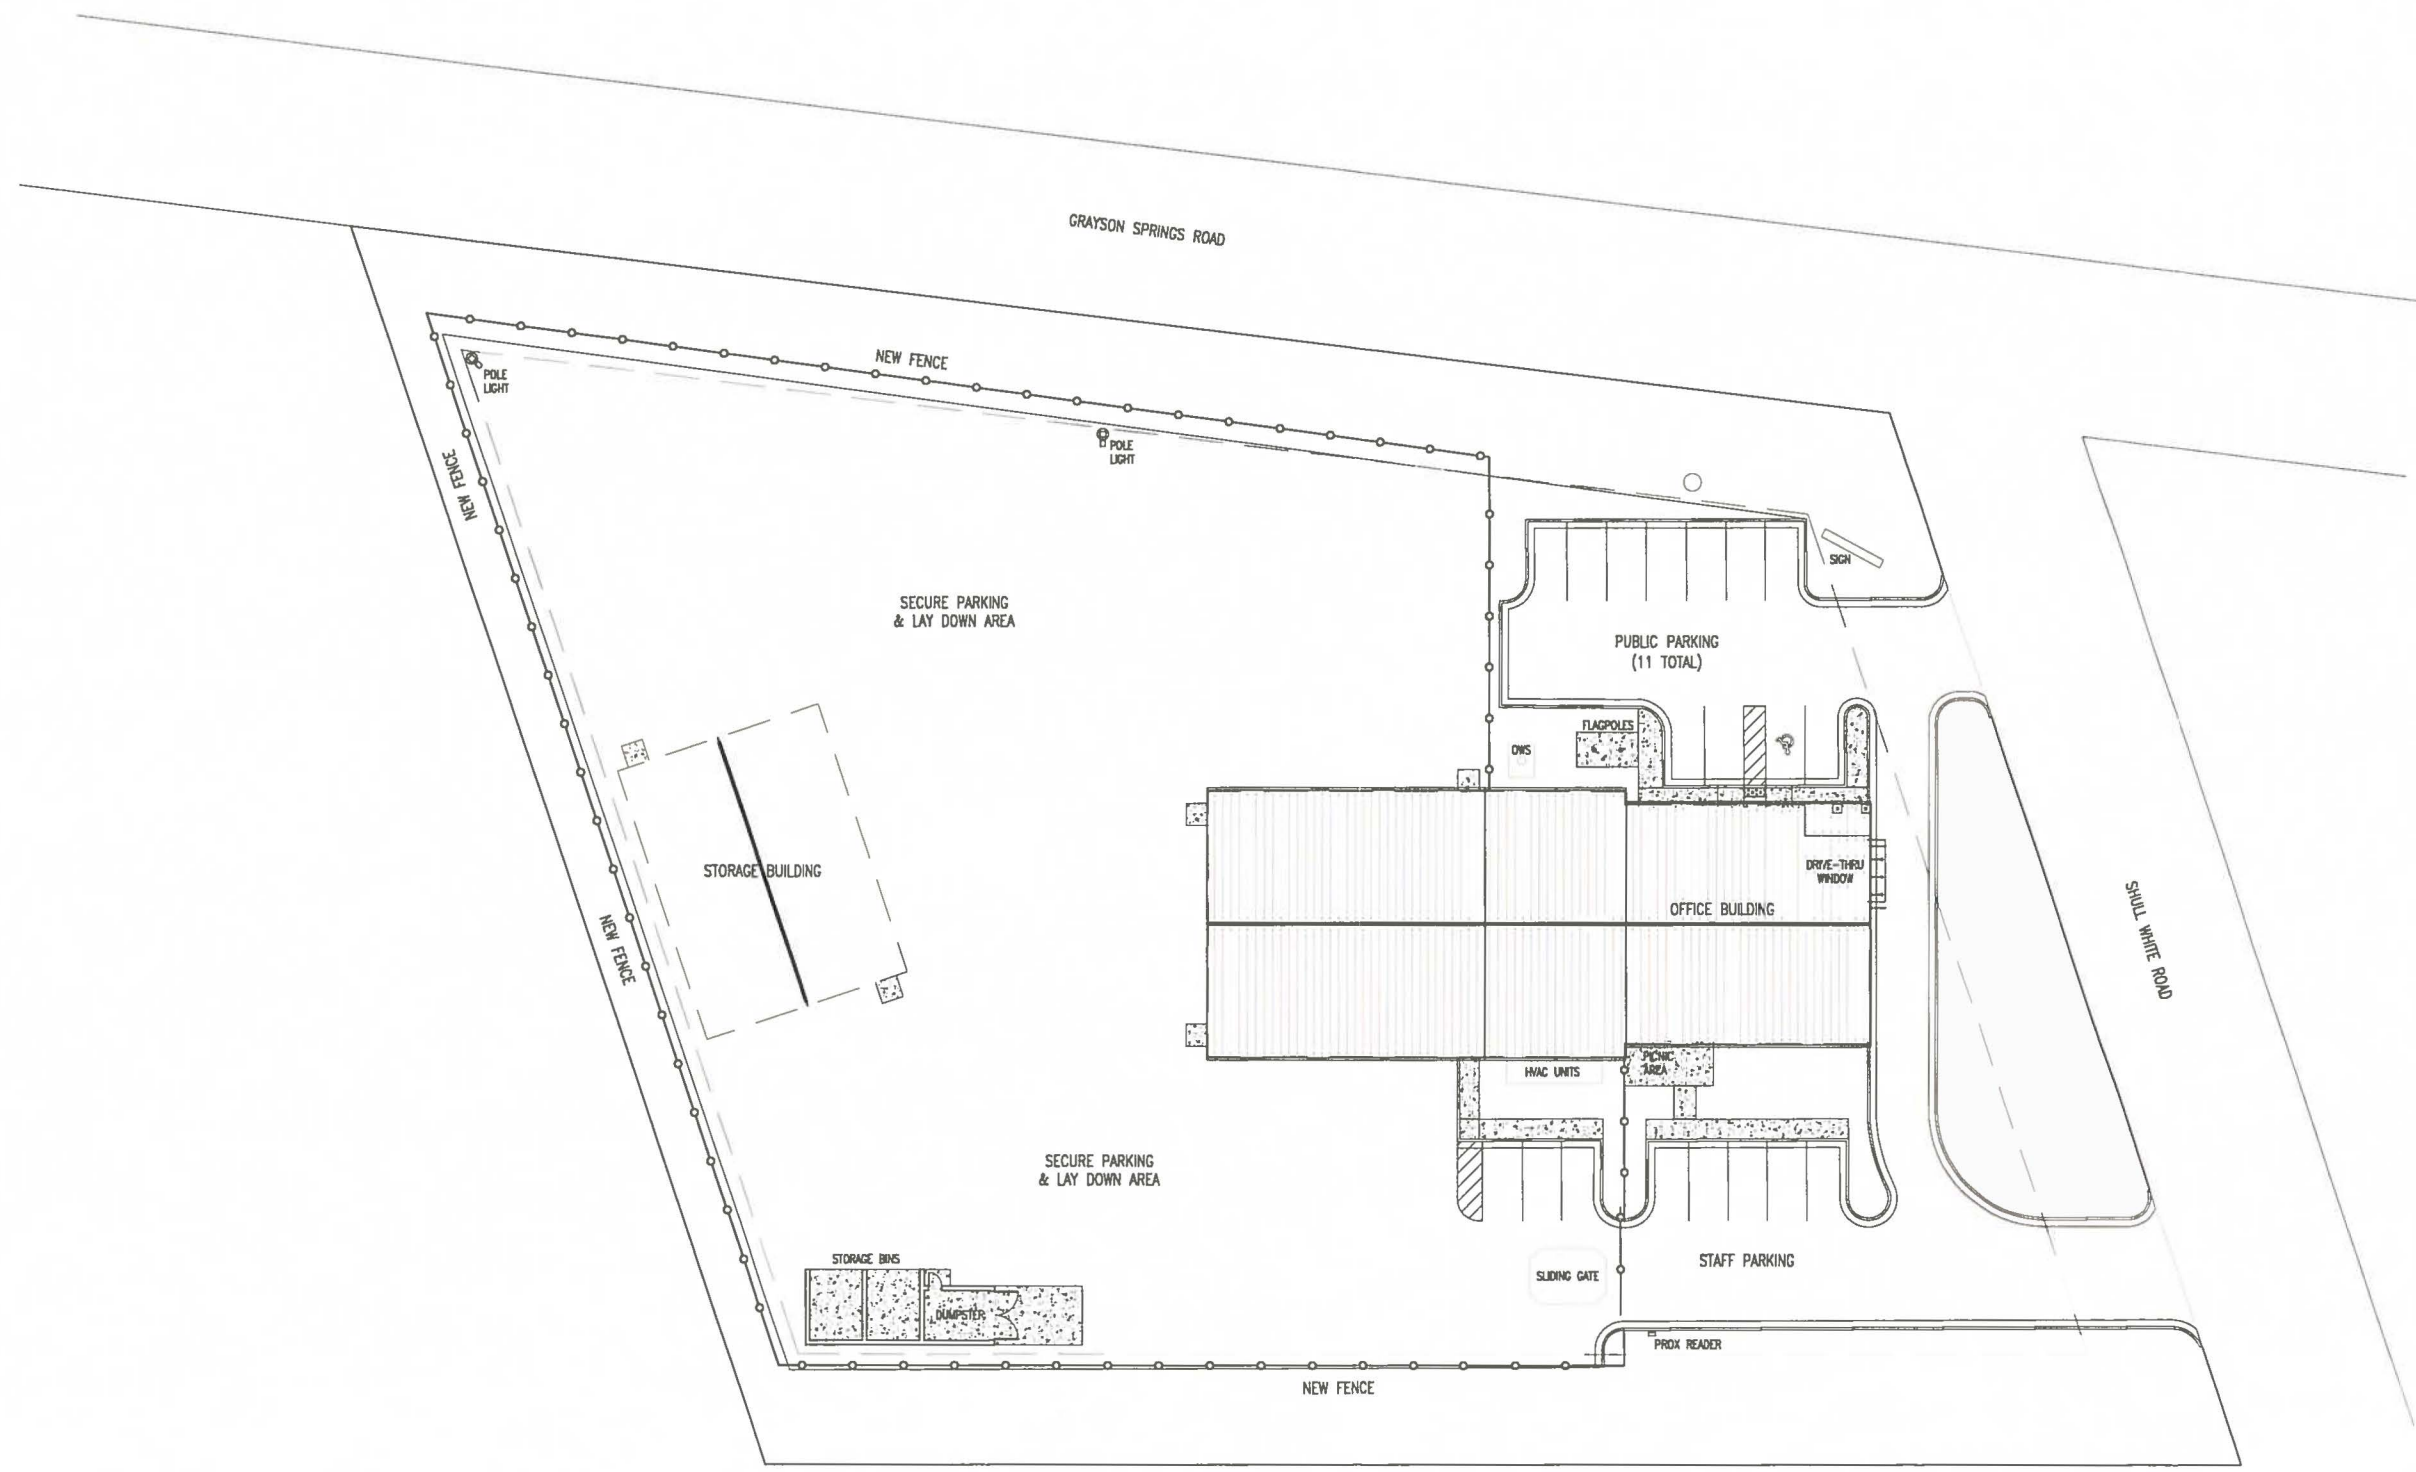 GRAYSON SPRINGS ROAD
NEW FENCE
POLE
LIGHT
POLE
LIGHT
NEW FENCE
SIGN
SECURE PARKING
& LAY DOWN AREA
PUBLIC PARKING
(11 TOTAL)
FLAGPOLES
OWS
STORAGE BUILDING
DRIVE-THRU
WINDOW
OFFICE BUILDING
SHULL WHITE ROAD
NEW FENCE
PICNIC
AREA
HVAC UNITS
SECURE PARKING
& LAY DOWN AREA
STORAGE BINS
STAFF PARKING
SLIDING GATE
DUMPSTER
PROX READER
NEW FENCE